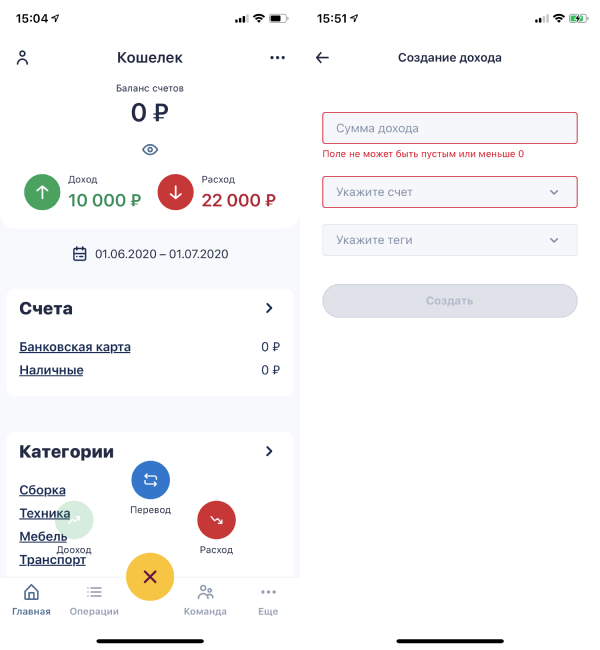 15:04
Кошелек
Баланс счетов
0 ₽
Доход
10 000 ₽
Расход
22 000 ₽
01.06.2020 – 01.07.2020
Счета
Банковская карта 0 ₽
Наличные 0 ₽
Категории
Сборка
Техника
Мебель
Транспорт
Перевод
Дооход
Расход
Главная
Операции
Команда
Еще
15:51
Создание дохода
Сумма дохода
Поле не может быть пустым или меньше 0
Укажите счет
Укажите теги
Создать